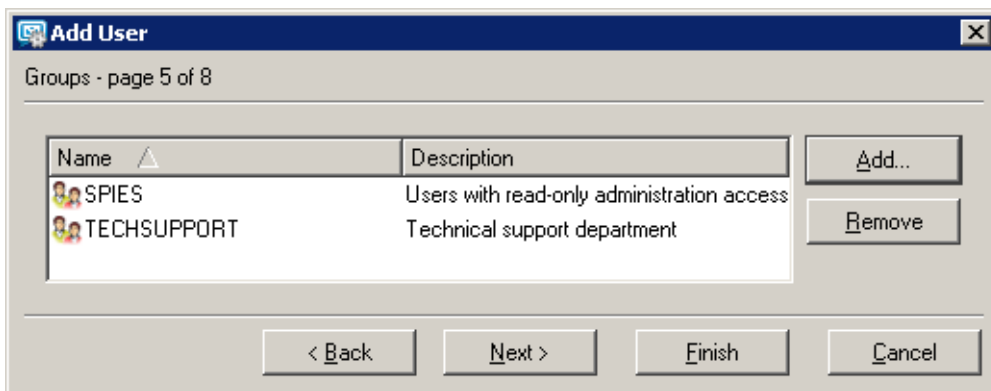 Add User
Groups - page 5 of 8
Name Description Add...
SPIES Users with read-only administration access
TECHSUPPORT Technical support department Remove
< Back Next > Finish Cancel